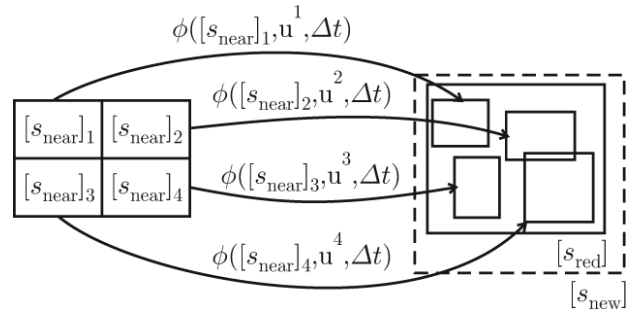 ϕ([s_near]_1,u^1,Δt)
ϕ([s_near]_2,u^2,Δt)
[s_near]_1 [s_near]_2
ϕ([s_near]_3,u^3,Δt)
[s_near]_3 [s_near]_4
ϕ([s_near]_4,u^4,Δt)
[s_red]
[s_new]